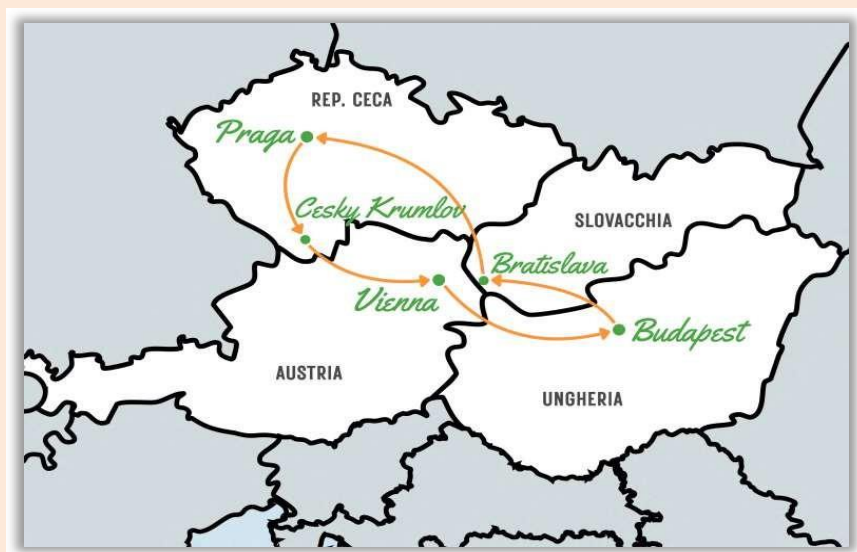 REP. CECA
Praga
Cesky Krumlov
SLOVACCHIA
Bratislava
Vienna
Budapest
AUSTRIA
UNGHERIA